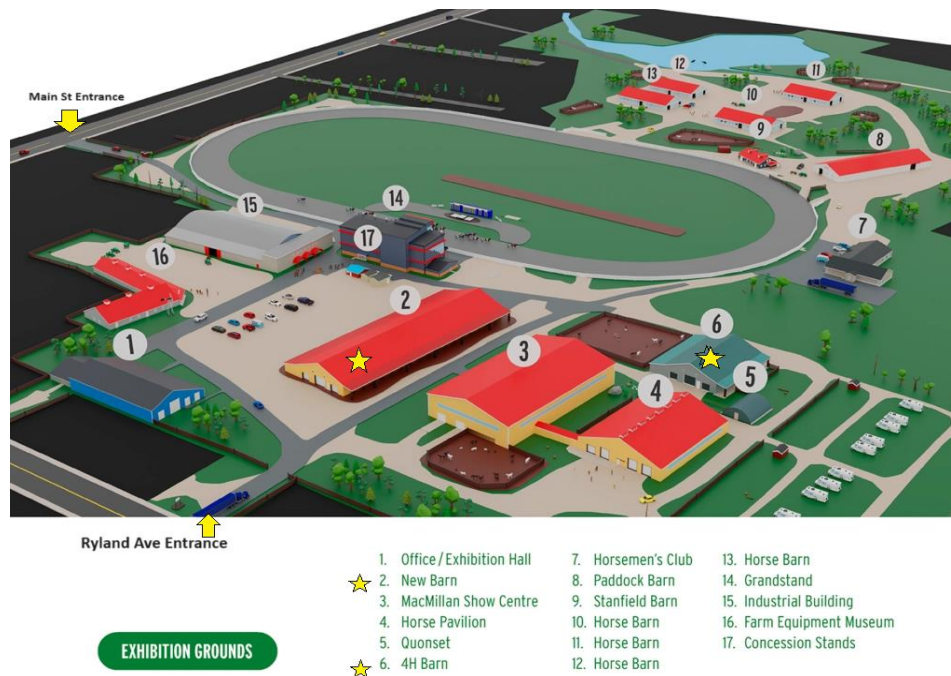 Main St Entrance
12
13
11
10
9
8
14
15
17
7
16
2
6
1
3
5
4
Ryland Ave Entrance
1. Office / Exhibition Hall
2. New Barn
3. MacMillan Show Centre
4. Horse Pavilion
5. Quonset
6. 4H Barn
7. Horsemen's Club
8. Paddock Barn
9. Stanfield Barn
10. Horse Barn
11. Horse Barn
12. Horse Barn
13. Horse Barn
14. Grandstand
15. Industrial Building
16. Farm Equipment Museum
17. Concession Stands
EXHIBITION GROUNDS